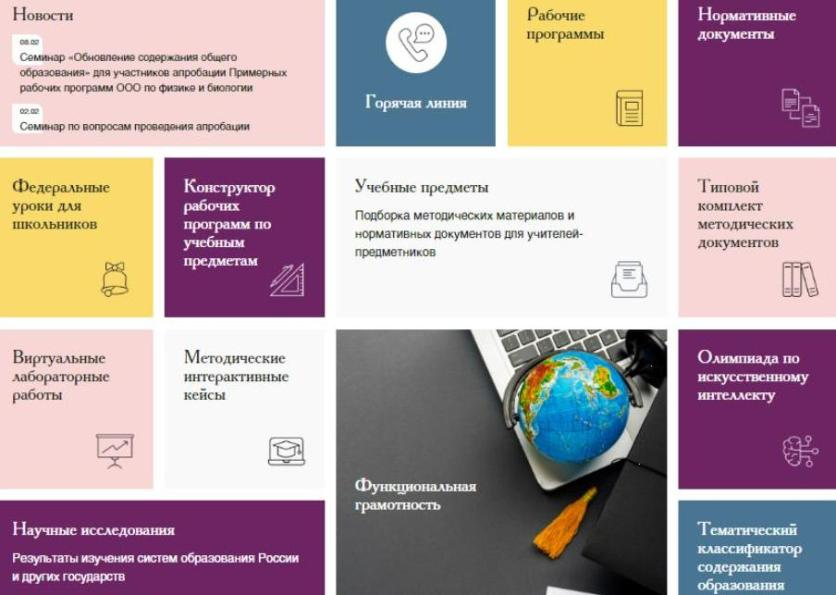 Новости
08.02
Семинар «Обновление содержания общего
образования» для участников апробации Примерных
рабочих программ ООО по физике и биологии
02.02
Семинар по вопросам проведения апробации
Горячая линия
Рабочие
программы
Нормативные
документы
Федеральные
уроки для
школьников
Конструктор
рабочих
программ по
учебным
предметам
Учебные предметы
Подборка методических материалов и
нормативных документов для учителей-
предметников
Типовой
комплект
методических
документов
Виртуальные
лабораторные
работы
Методические
интерактивные
кейсы
Функциональная
грамотность
Олимпиада по
искусственному
интеллекту
Научные исследования
Результаты изучения систем образования России
и других государств
Тематический
классификатор
содержания
образования